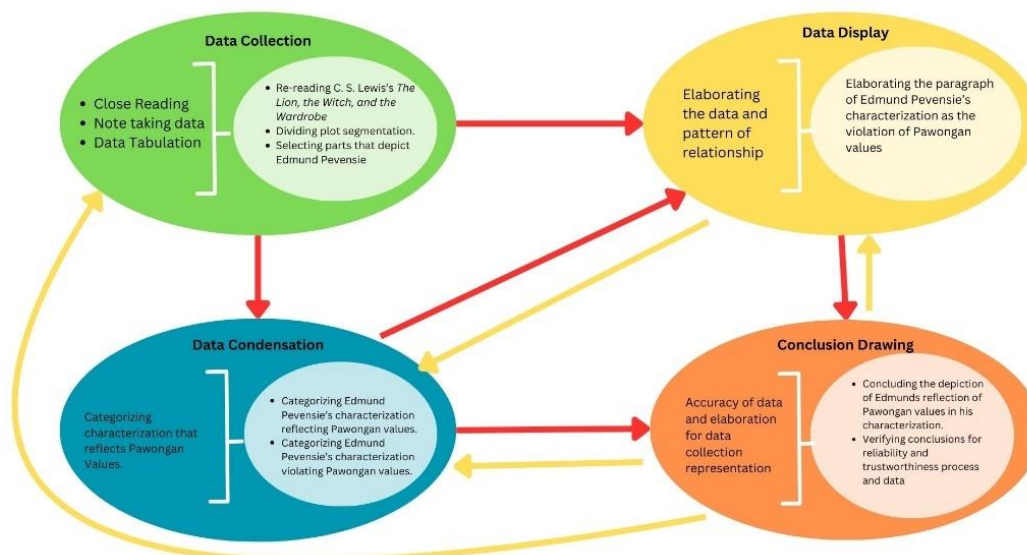 Data Collection
• Close Reading
• Note taking data
• Data Tabulation
• Re-reading C. S. Lewis's The
Lion, the Witch, and the
Wardrobe
• Dividing plot segmentation.
• Selecting parts that depict
Edmund Pevensie
Data Display
Elaborating
the data and
pattern of
relationship
Elaborating the paragraph
of Edmund Pevensie's
characterization as the
violation of Pawongan
values
Data Condensation
Categorizing
characterization that
reflects Pawongan
Values.
• Categorizing Edmund
Pevensie's characterization
reflecting Pawongan values.
• Categorizing Edmund
Pevensie's characterization
violating Pawongan values.
Conclusion Drawing
Accuracy of data
and elaboration
for data
collection
representation
• Concluding the depiction
of Edmunds reflection of
Pawongan values in his
characterization.
• Verifying conclusions for
reliability and
trustworthiness process and
data